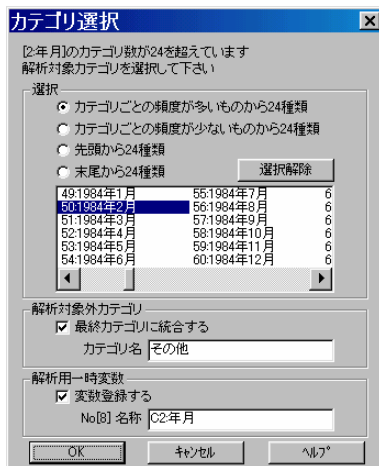 カテゴリ選択
[2:年月]のカテゴリ数が24を超えています
解析対象カテゴリを選択して下さい
選択
カテゴリごとの頻度が多いものから24種類
カテゴリごとの頻度が少ないものから24種類
先頭から24種類
末尾から24種類 選択解除
49:1984年1月 55:1984年7月 6
50:1984年2月 56:1984年8月 6
51:1984年3月 57:1984年9月 6
52:1984年4月 58:1984年10月 6
53:1984年5月 59:1984年11月 6
54:1984年6月 60:1984年12月 6
解析対象外カテゴリ
最終カテゴリに統合する
カテゴリ名 その他
解析用一時変数
変数登録する
No[8] 名称 C2:年月
OK キャンセル ヘルプ